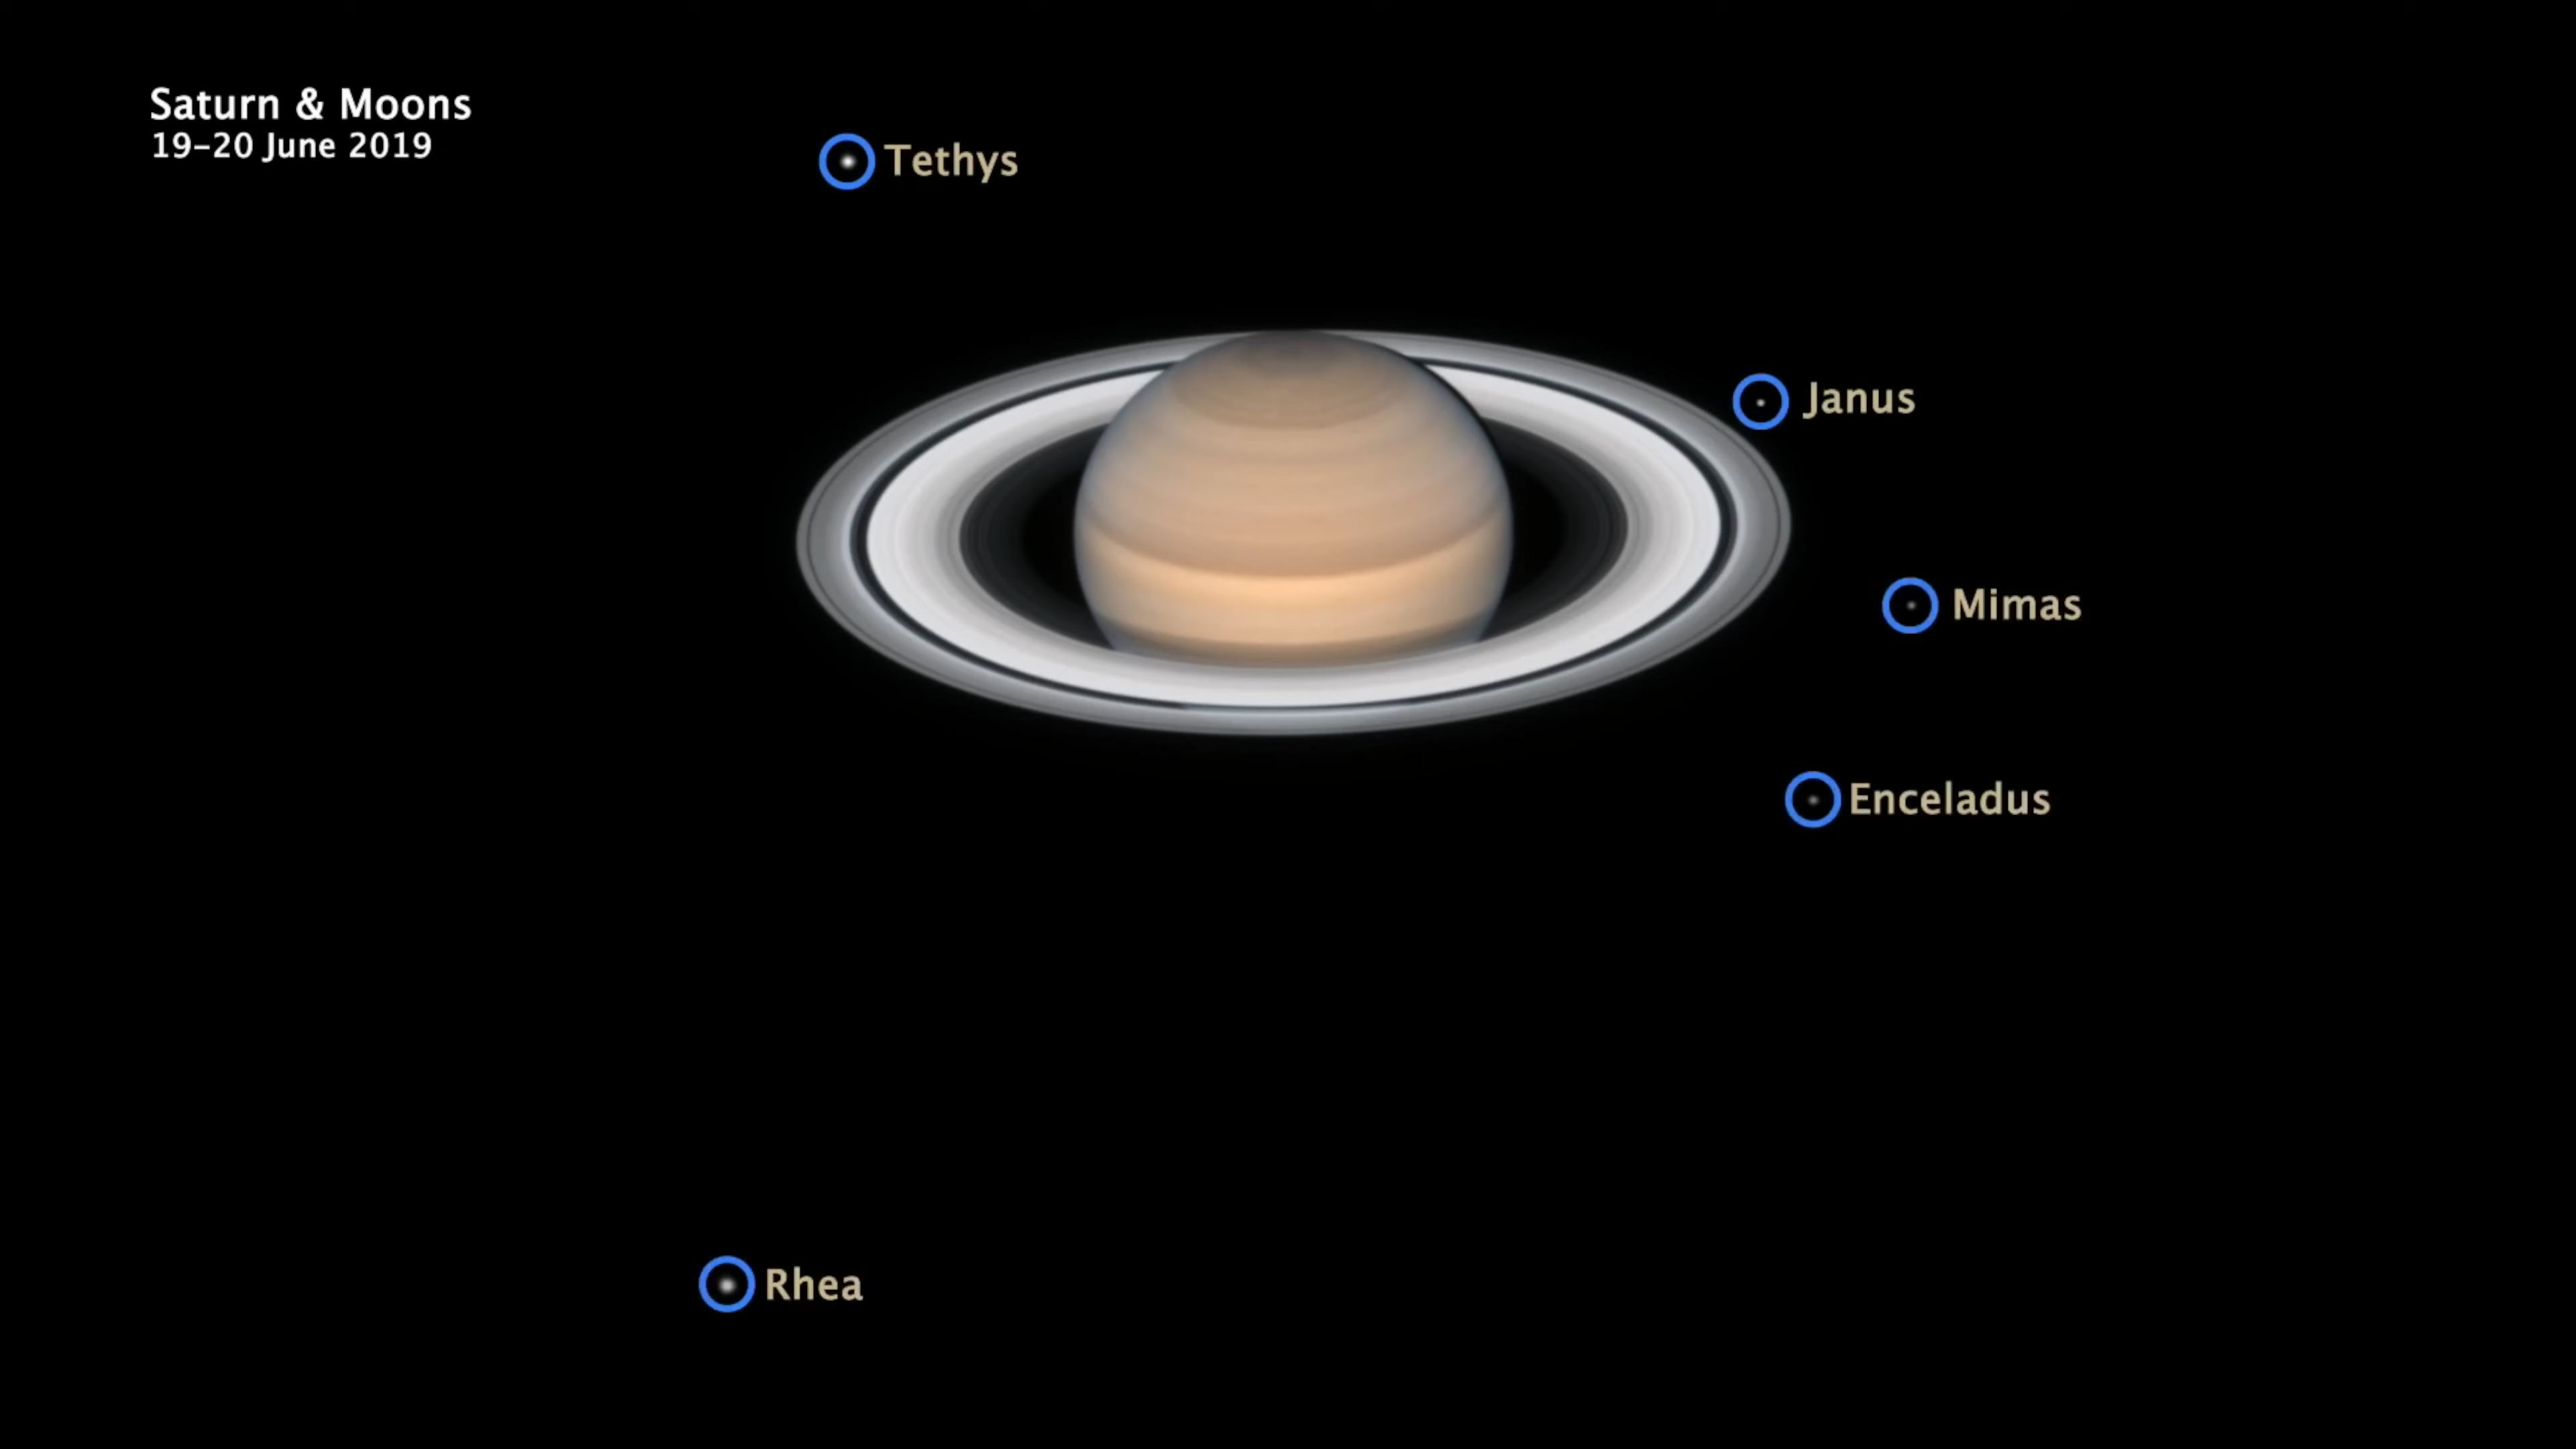 Saturn & Moons
19–20 June 2019
Tethys
Janus
Mimas
Enceladus
Rhea